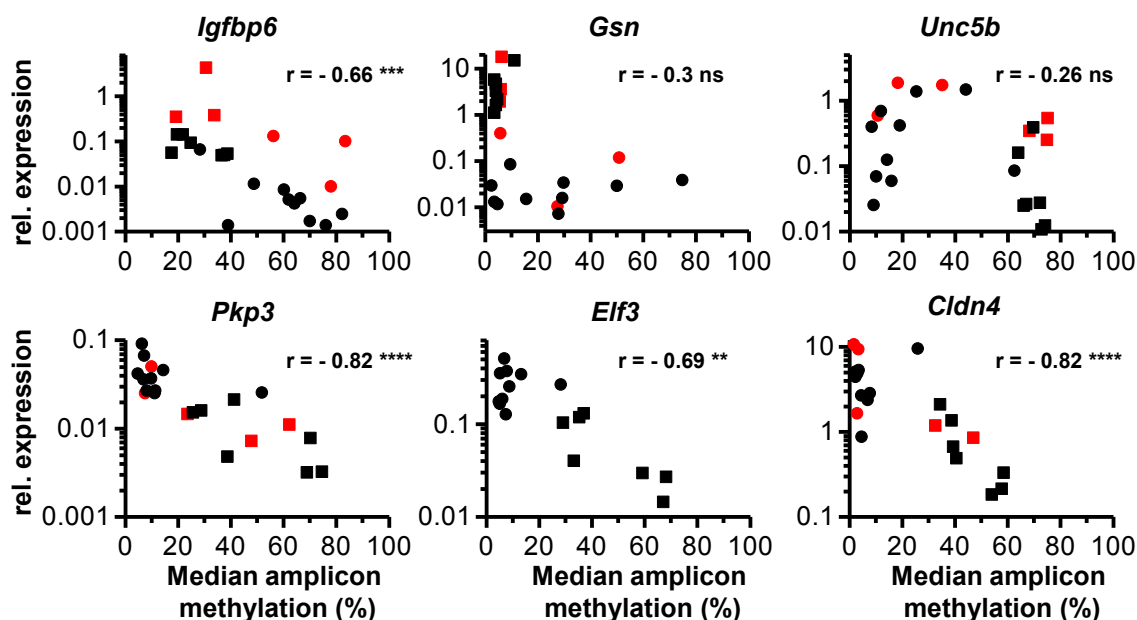 Igfbp6 Gsn Unc5b
rel. expression
r = - 0.66 ***
r = - 0.3 ns
r = - 0.26 ns
1
0.1
0.01
0.001
0 20 40 60 80 100
10
1
0.1
0.01
0 20 40 60 80 100
1
0.1
0.01
0 20 40 60 80 100
Pkp3 Elf3 Cldn4
rel. expression
r = - 0.82 ****
r = - 0.69 **
r = - 0.82 ****
0.1
0.01
0.001
0 20 40 60 80 100
0.1
0.01
0 20 40 60 80 100
10
1
0.1
0 20 40 60 80 100
Median amplicon
methylation (%)
Median amplicon
methylation (%)
Median amplicon
methylation (%)